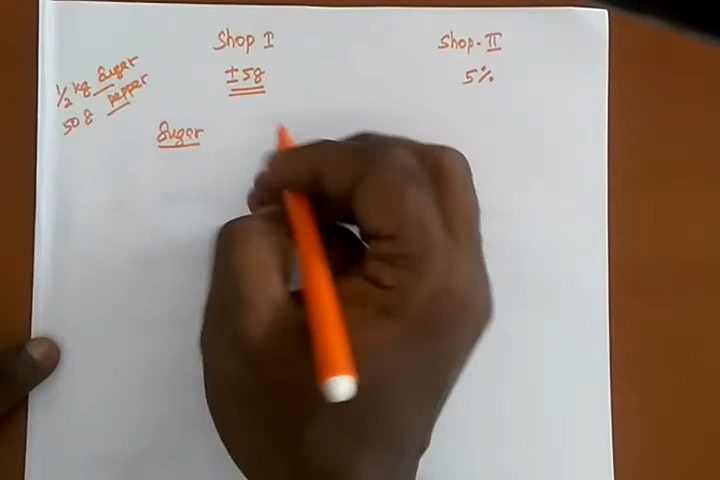 Shop I
Shop-II
±5g
5%
1/2 kg Sugar
50 g pepper
Sugar